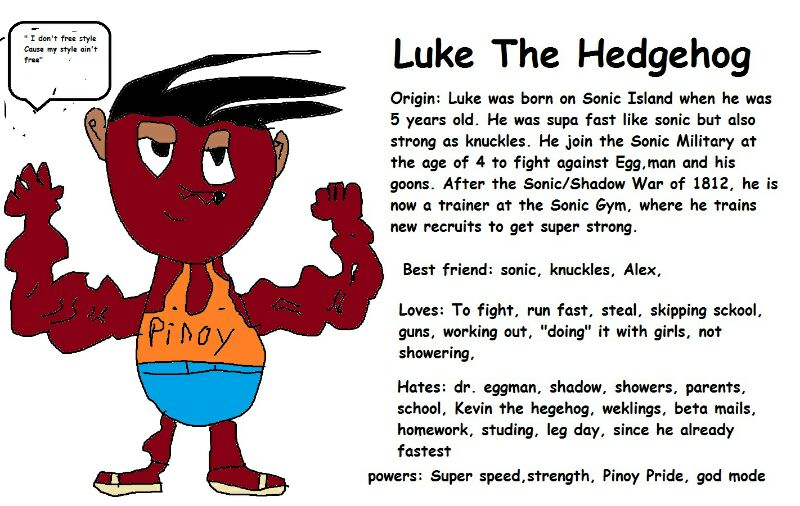 " I don't free style
Cause my style ain't
free"
Luke The Hedgehog
Origin: Luke was born on Sonic Island when he was
5 years old. He was supa fast like sonic but also
strong as knuckles. He join the Sonic Military at
the age of 4 to fight against Egg,man and his
goons. After the Sonic/Shadow War of 1812, he is
now a trainer at the Sonic Gym, where he trains
new recruits to get super strong.
Best friend: sonic, knuckles, Alex,
Loves: To fight, run fast, steal, skipping sckool,
guns, working out, "doing" it with girls, not
showering,
Hates: dr. eggman, shadow, showers, parents,
school, Kevin the hegehog, weklings, beta mails,
homework, studing, leg day, since he already
fastest
powers: Super speed,strength, Pinoy Pride, god mode
Pinoy